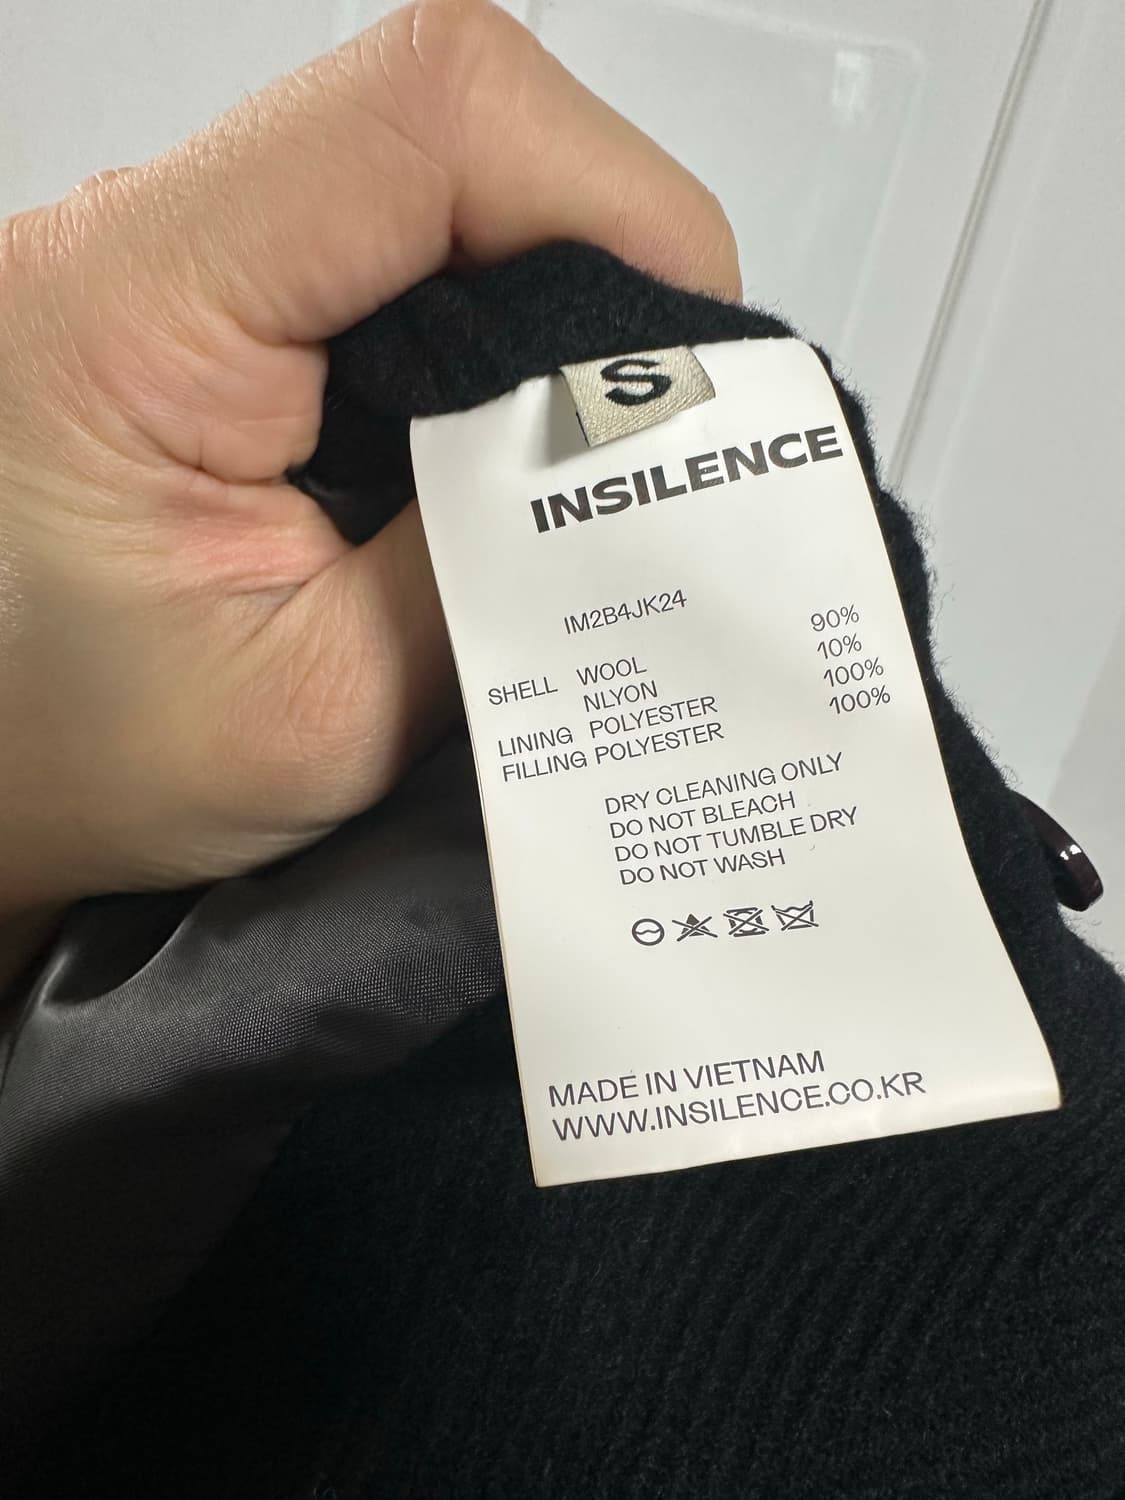 S
INSILENCE
IM2B4JK24
SHELL WOOL 90%
NLYON 10%
LINING POLYESTER 100%
FILLING POLYESTER 100%
DRY CLEANING ONLY
DO NOT BLEACH
DO NOT TUMBLE DRY
DO NOT WASH
MADE IN VIETNAM
WWW.INSILENCE.CO.KR